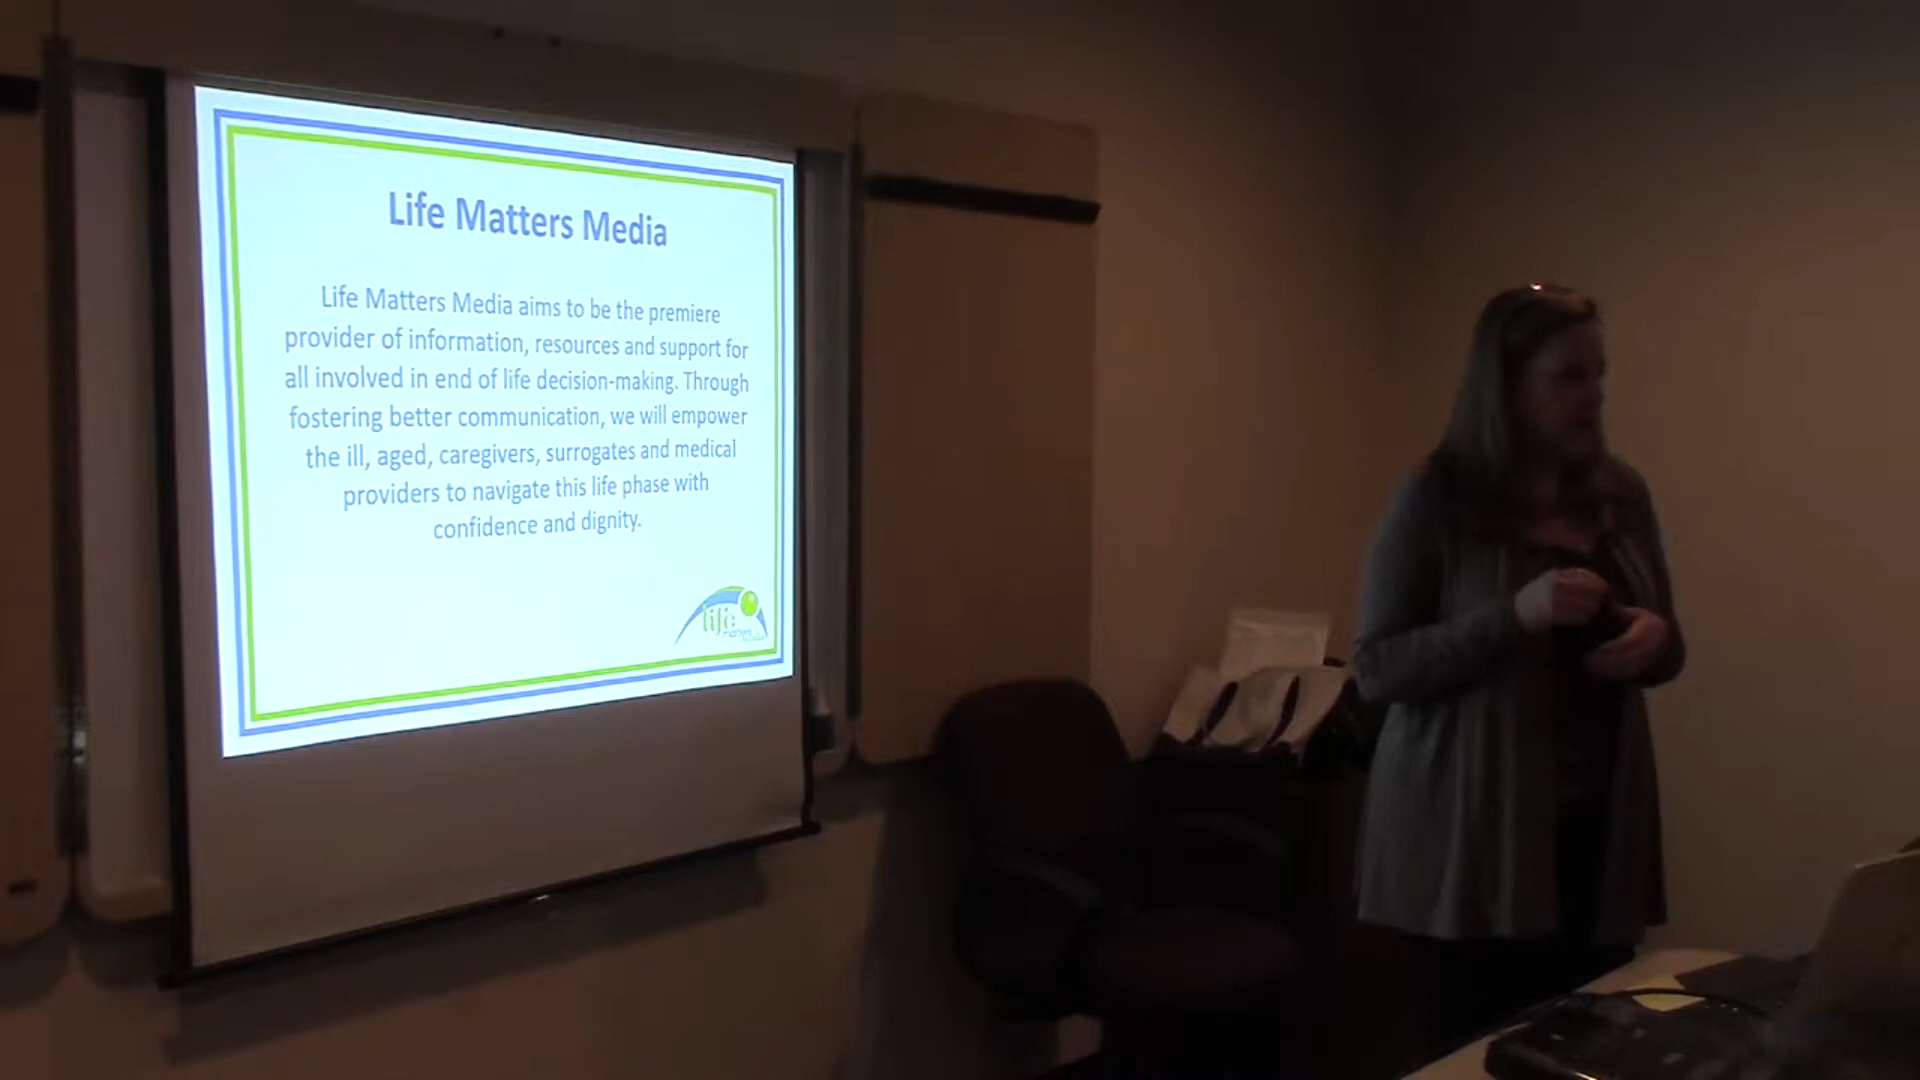 Life Matters Media
Life Matters Media aims to be the premiere
provider of information, resources and support for
all involved in end of life decision-making. Through
fostering better communication, we will empower
the ill, aged, caregivers, surrogates and medical
providers to navigate this life phase with
confidence and dignity.
life
matters